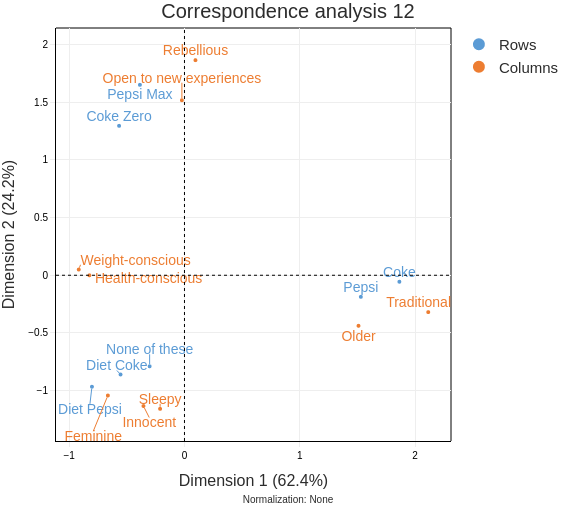 Correspondence analysis 12
Rows
Columns
2
1.5
1
0.5
0
−0.5
−1
Dimension 2 (24.2%)
Rebellious
Open to new experiences
Pepsi Max
Coke Zero
Weight-conscious
Health-conscious
Coke
Pepsi
Traditional
Older
None of these
Diet Coke
Sleepy
Diet Pepsi
Innocent
Feminine
−1
0
1
2
Dimension 1 (62.4%)
Normalization: None